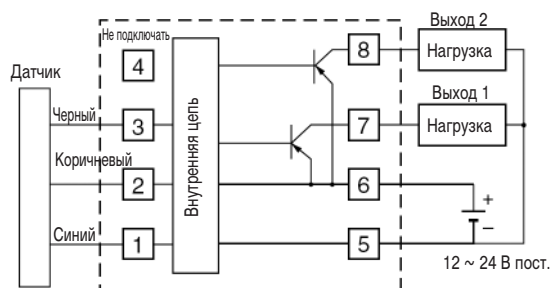 Выход 2
Не подключать
8
Нагрузка
4
Датчик
Выход 1
Черный
3
7
Нагрузка
Внутренняя цепь
Коричневый
2
6
+
–
Синий
1
5
12 ~ 24 В пост.